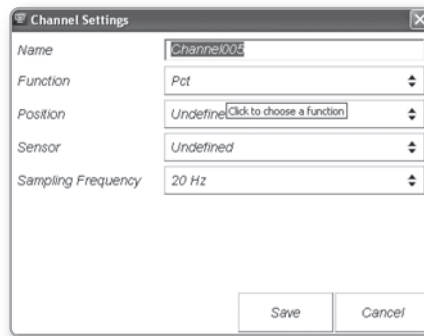 Channel Settings
Name Channel005
Function Pct
Position Undefine
Click to choose a function
Sensor Undefined
Sampling Frequency 20 Hz
Save Cancel